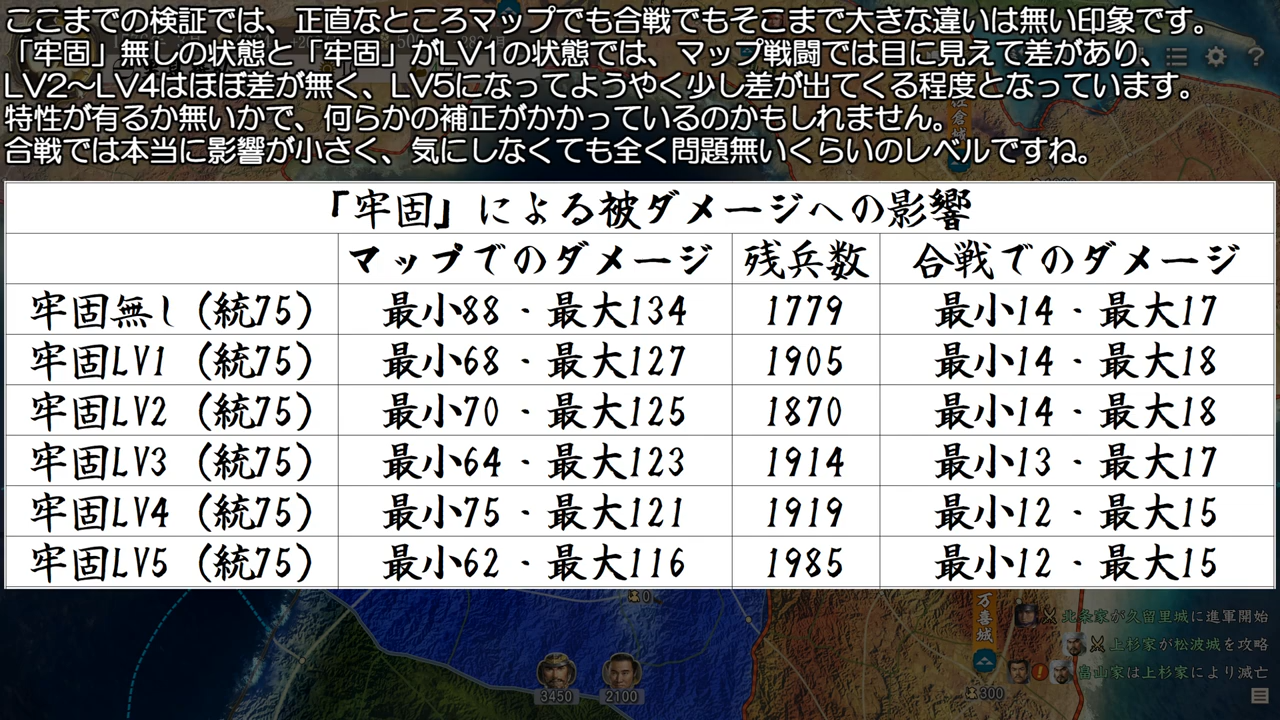 ここまでの検証では、正直なところマップでも合戦でもそこまで大きな違いは無い印象です。
「牢固」無しの状態と「牢固」がLV1の状態では、マップ戦闘では目に見えて差があり、
LV2～LV4はほぼ差が無く、LV5になってようやく少し差が出てくる程度となっています。
特性が有るか無いかで、何らかの補正がかかっているのかもしれません。
合戦では本当に影響が小さく、気にしなくても全く問題無いくらいのレベルですね。
「牢固」による被ダメージへの影響
マップでのダメージ 残兵数 合戦でのダメージ
牢固無し（統75） 最小88 - 最大134 1779 最小14 - 最大17
牢固LV1（統75） 最小68 - 最大127 1905 最小14 - 最大18
牢固LV2（統75） 最小70 - 最大125 1870 最小14 - 最大18
牢固LV3（統75） 最小64 - 最大123 1914 最小13 - 最大17
牢固LV4（統75） 最小75 - 最大121 1919 最小12 - 最大15
牢固LV5（統75） 最小62 - 最大116 1985 最小12 - 最大15
0
万喜城
北条家が久留里城に進軍開始
上杉家が松波城を攻略
畠山家は上杉家により滅亡
3450
2100
300